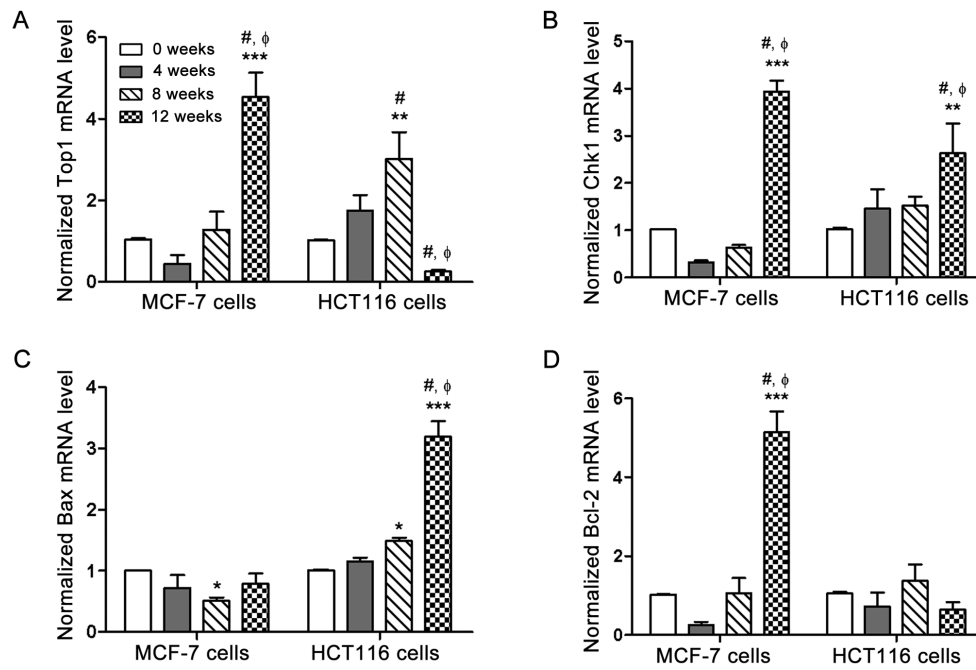 A
Normalized Top1 mRNA level
6
4
2
0
0 weeks
4 weeks
8 weeks
12 weeks
#, ϕ
***
#
**
#, ϕ
MCF-7 cells
HCT116 cells
B
Normalized Chk1 mRNA level
5
4
3
2
1
0
#, ϕ
***
#, ϕ
**
MCF-7 cells
HCT116 cells
C
Normalized Bax mRNA level
4
3
2
1
0
*
*
#, ϕ
***
MCF-7 cells
HCT116 cells
D
Normalized Bcl-2 mRNA level
6
4
2
0
#, ϕ
***
MCF-7 cells
HCT116 cells